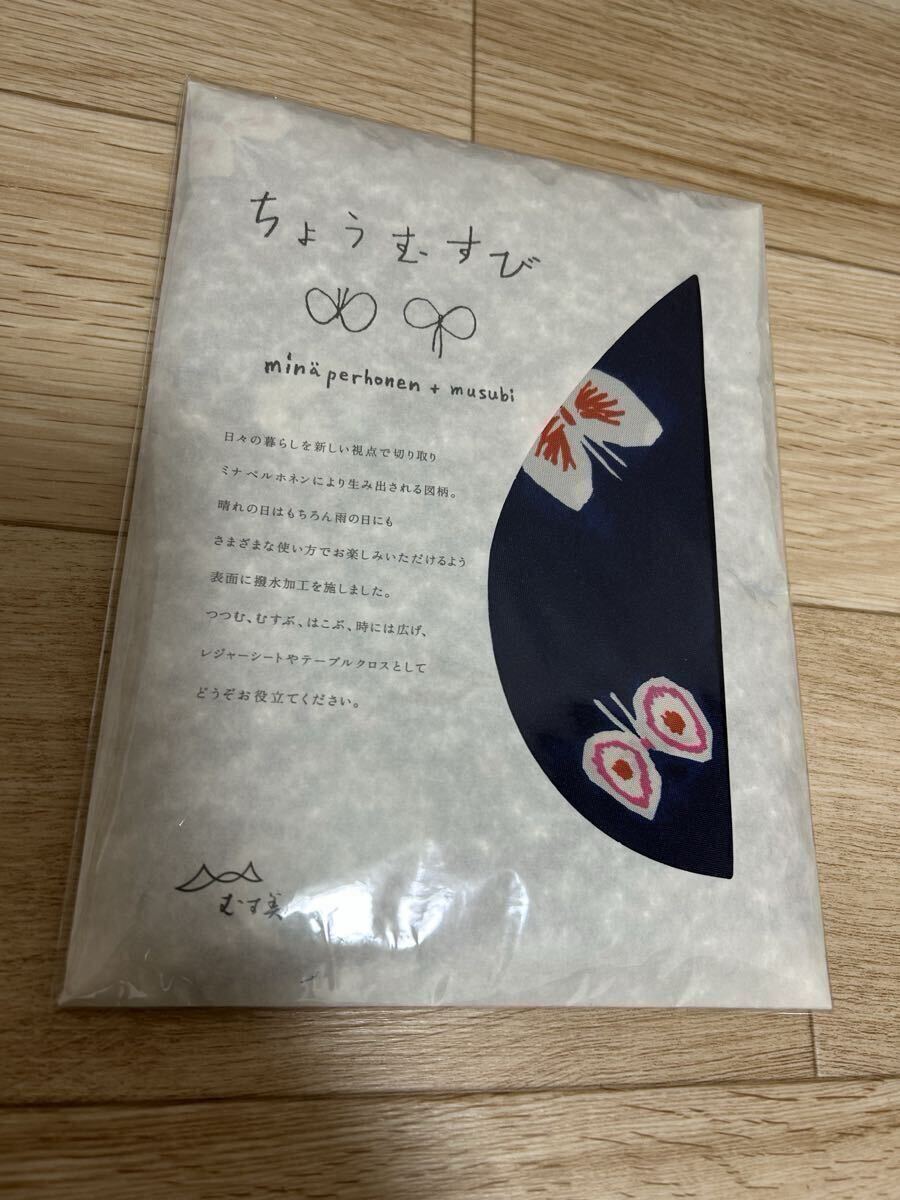 ちょうむすび
minä perhonen + musubi
日々の暮らしを新しい視点で切り取り
ミナ ペルホネンにより生み出される図柄。
晴れの日はもちろん雨の日にも
さまざまな使い方でお楽しみいただけるよう
表面に撥水加工を施しました。
つつむ、むすぶ、はこぶ、時には広げ、
レジャーシートやテーブルクロスとして
どうぞお役立てください。
むす美